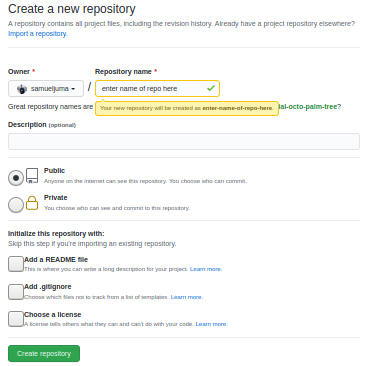 Create a new repository
A repository contains all project files, including the revision history. Already have a project repository elsewhere?
Import a repository.
Owner * Repository name *
samueljuma / enter name of repo here
Great repository names are ial-octo-palm-tree?
Your new repository will be created as enter-name-of-repo-here.
Description (optional)
Public
Anyone on the internet can see this repository. You choose who can commit.
Private
You choose who can see and commit to this repository.
Initialize this repository with:
Skip this step if you're importing an existing repository.
Add a README file
This is where you can write a long description for your project. Learn more.
Add .gitignore
Choose which files not to track from a list of templates. Learn more.
Choose a license
A license tells others what they can and can't do with your code. Learn more.
Create repository